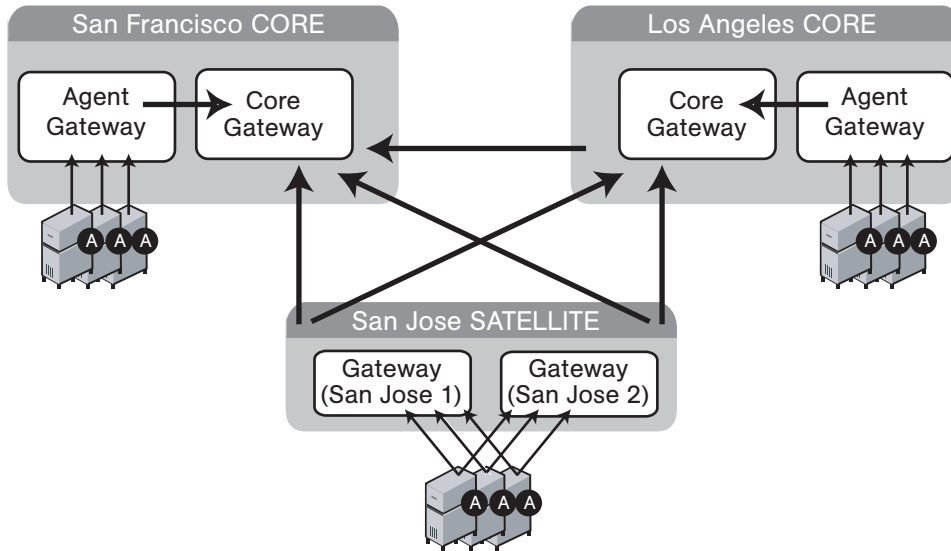 San Francisco CORE
Los Angeles CORE
Agent
Gateway
Core
Gateway
Core
Gateway
Agent
Gateway
A
A
A
A
A
A
San Jose SATELLITE
Gateway
(San Jose 1)
Gateway
(San Jose 2)
A
A
A